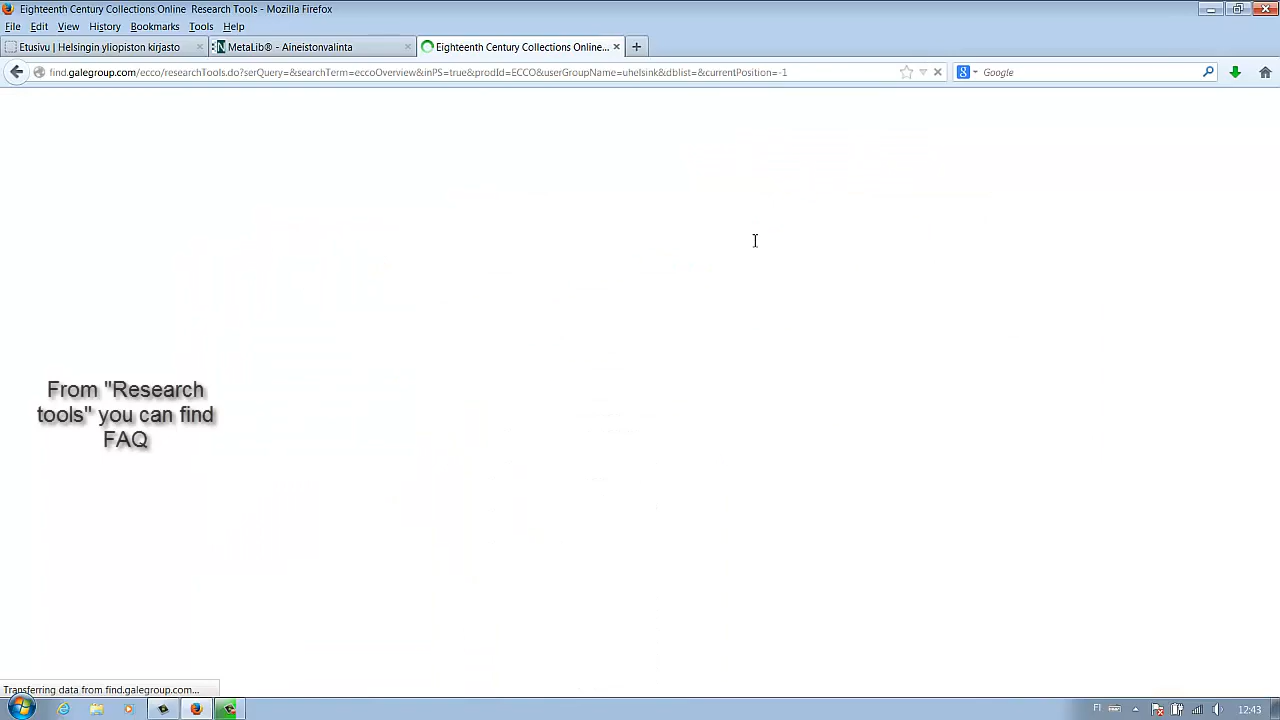 Eighteenth Century Collections Online Research Tools - Mozilla Firefox
File Edit View History Bookmarks Tools Help
Etusivu | Helsingin yliopiston kirjasto
MetaLib® - Aineistonvalinta
Eighteenth Century Collections Online...
find.galegroup.com/ecco/researchTools.do?serQuery=&searchTerm=eccoOverview&inPS=true&prodId=ECCO&userGroupName=uhelsink&dblist=&currentPosition=-1
Google
From "Research
tools" you can find
FAQ
Transferring data from find.galegroup.com...
FI
12:43